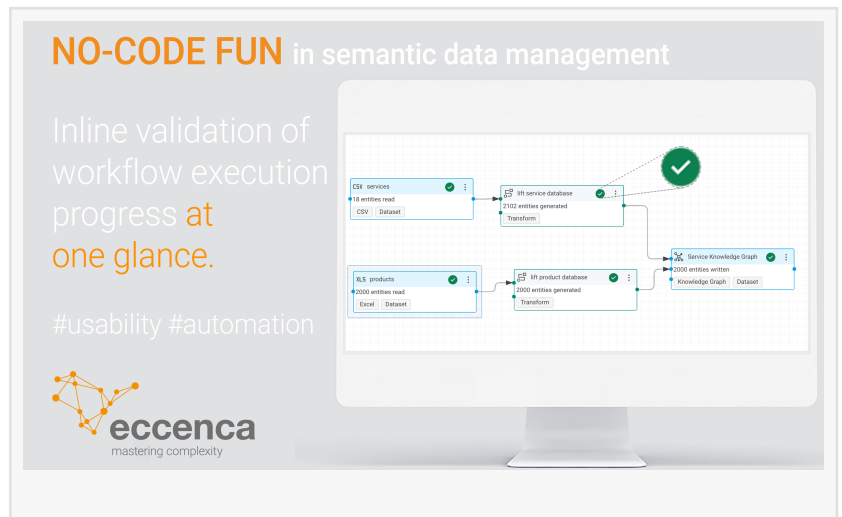 NO-CODE FUN in semantic data management
Inline validation of
workflow execution
progress at
one glance.
#usability #automation
eccenca
mastering complexity
CSV services
18 entities read
CSV Dataset
lift service database
2102 entities generated
Transform
XLS products
2000 entities read
Excel Dataset
lift product database
2000 entities generated
Transform
Service Knowledge Graph
2000 entities written
Knowledge Graph Dataset